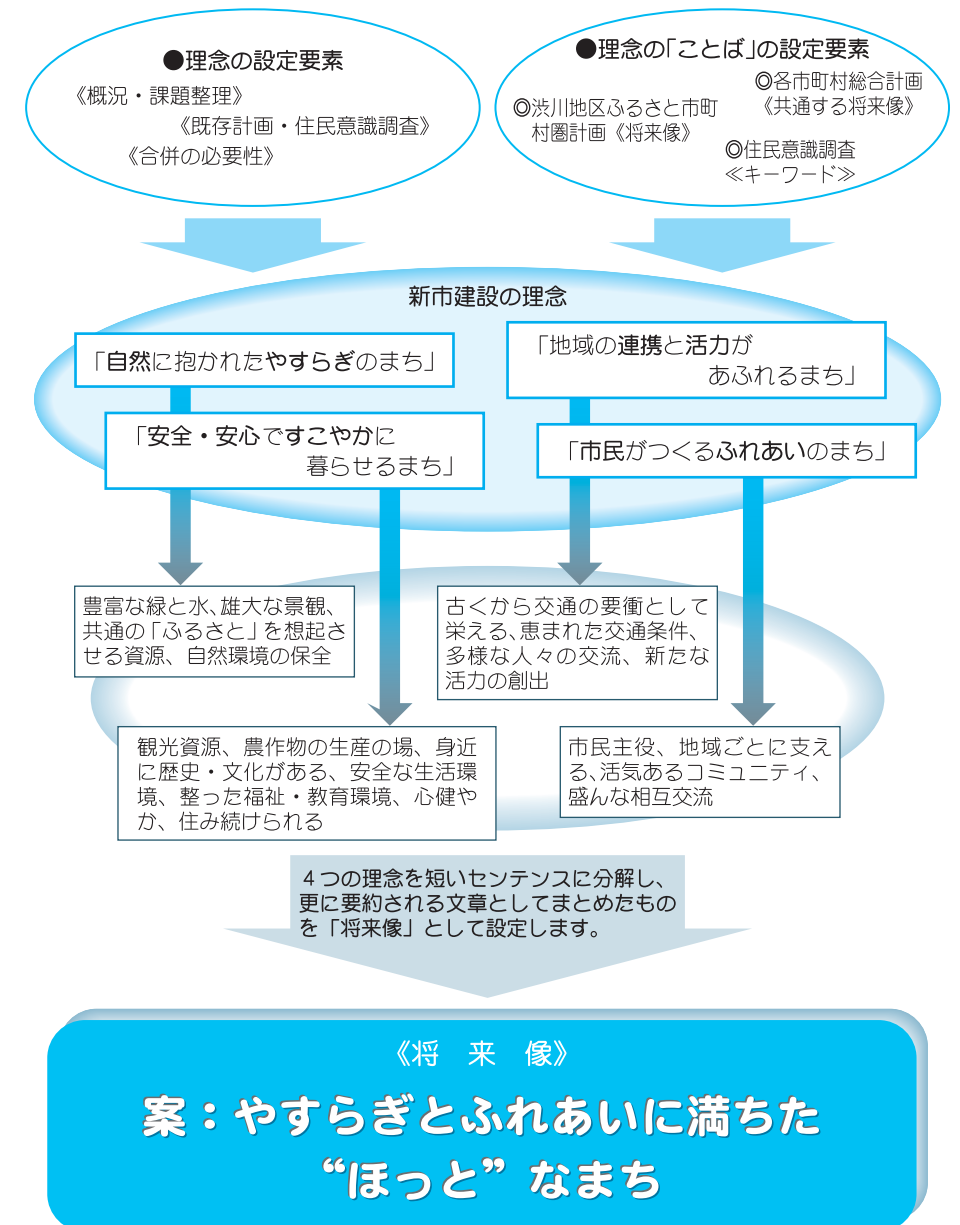 ●理念の設定要素
《概況・課題整理》
《既存計画・住民意識調査》
《合併の必要性》
●理念の｢ことば｣の設定要素
◎各市町村総合計画
《共通する将来像》
◎渋川地区ふるさと市町
村圏計画《将来像》
◎住民意識調査
≪キーワード≫
新市建設の理念
「自然に抱かれたやすらぎのまち」
「安全・安心ですこやかに
暮らせるまち」
「地域の連携と活力が
あふれるまち」
「市民がつくるふれあいのまち」
豊富な緑と水、雄大な景観、
共通の「ふるさと」を想起さ
せる資源、自然環境の保全
観光資源、農作物の生産の場、身近
に歴史・文化がある、安全な生活環
境、整った福祉・教育環境、心健や
か、住み続けられる
古くから交通の要衝として
栄える、恵まれた交通条件、
多様な人々の交流、新たな
活力の創出
市民主役、地域ごとに支え
る、活気あるコミュニティ、
盛んな相互交流
４つの理念を短いセンテンスに分解し、
更に要約される文章としてまとめたもの
を「将来像」として設定します。
《将　来　像》
案：やすらぎとふれあいに満ちた
“ほっと”なまち